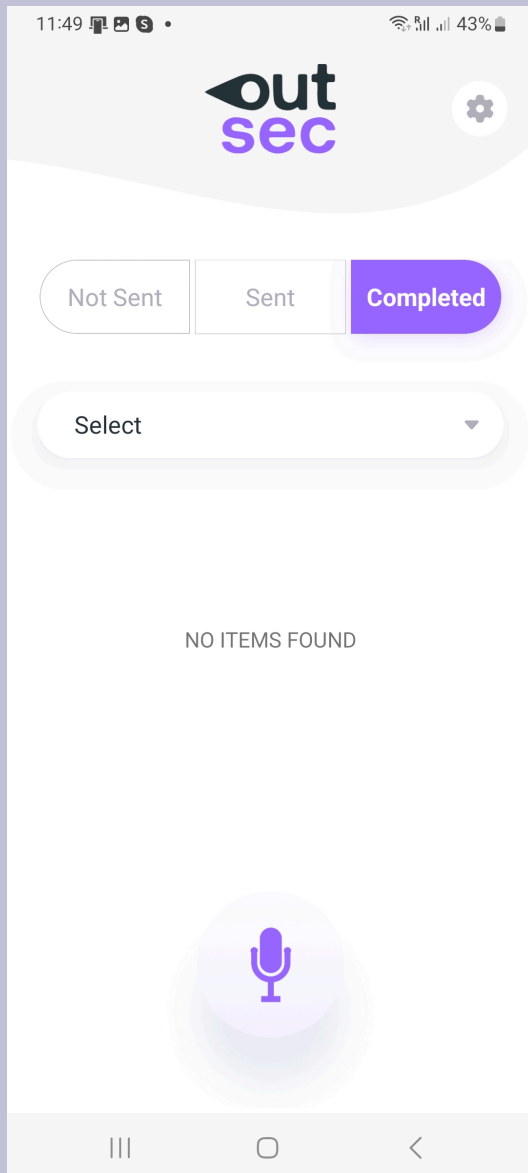 11:49 S R 43%
out
sec
Not Sent Sent Completed
Select
NO ITEMS FOUND